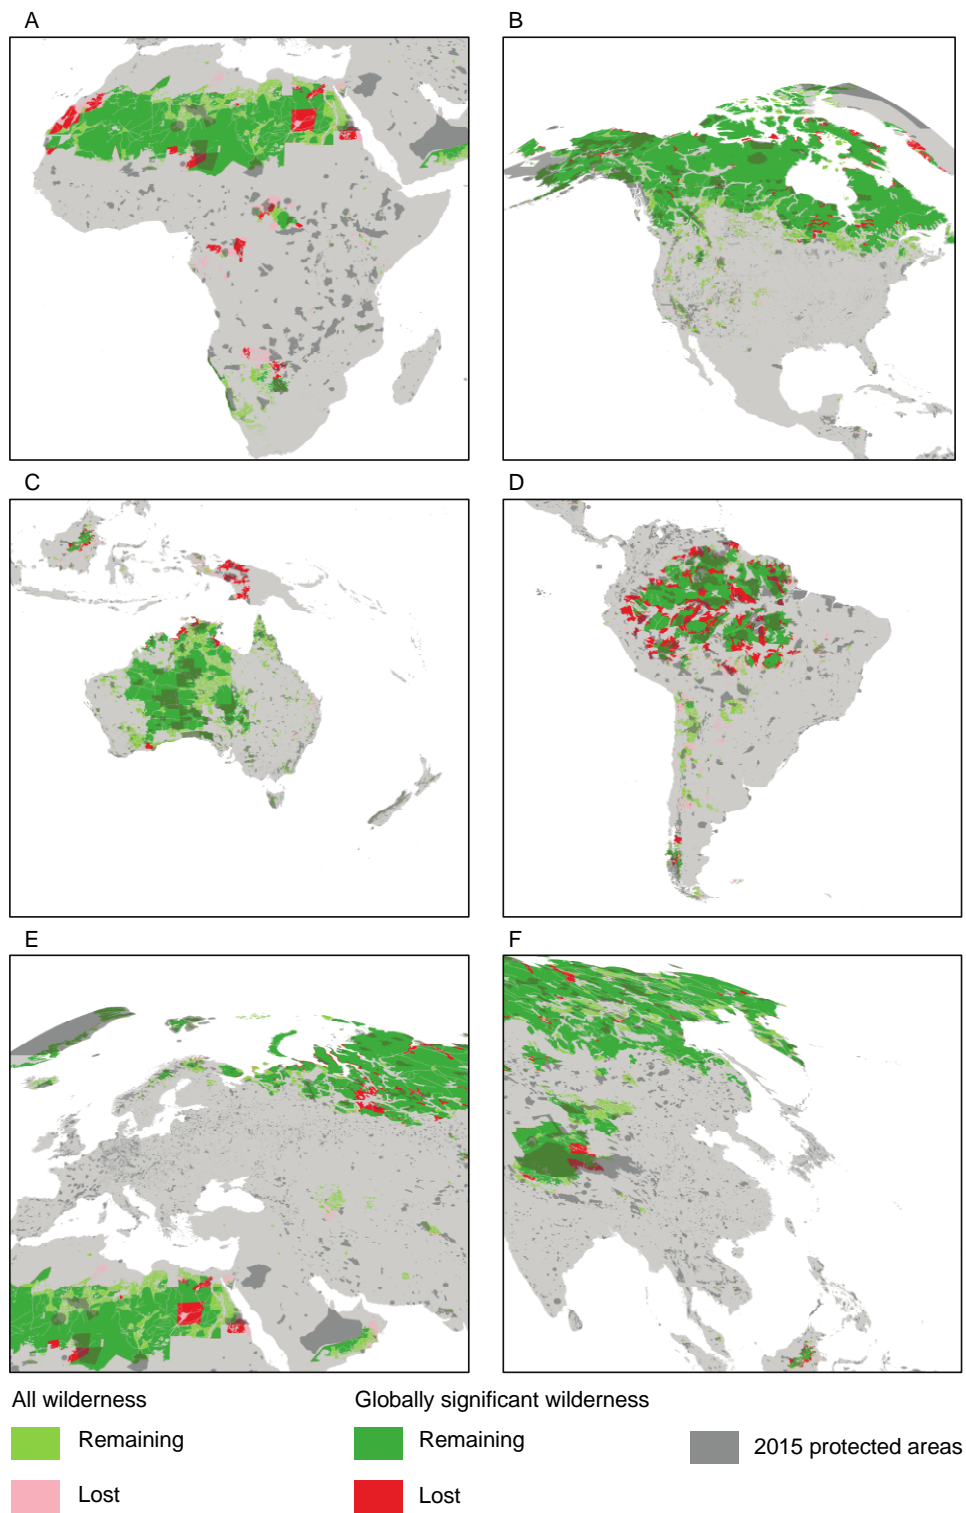 A
B
C
D
E
F
All wilderness
Globally significant wilderness
Remaining
Remaining
2015 protected areas
Lost
Lost